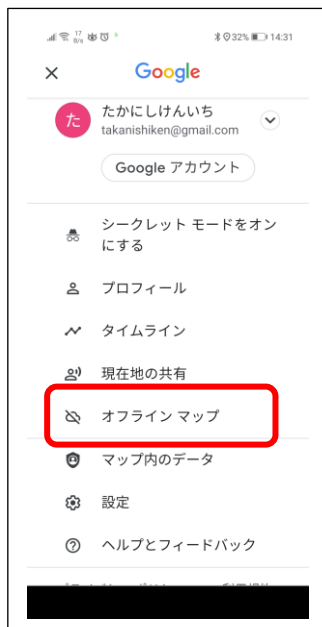 17
B/s
32%
14:31
Google
た
たかにしけんいち
takanishiken@gmail.com
Google アカウント
シークレット モードをオン
にする
プロフィール
タイムライン
現在地の共有
オフライン マップ
マップ内のデータ
設定
ヘルプとフィードバック